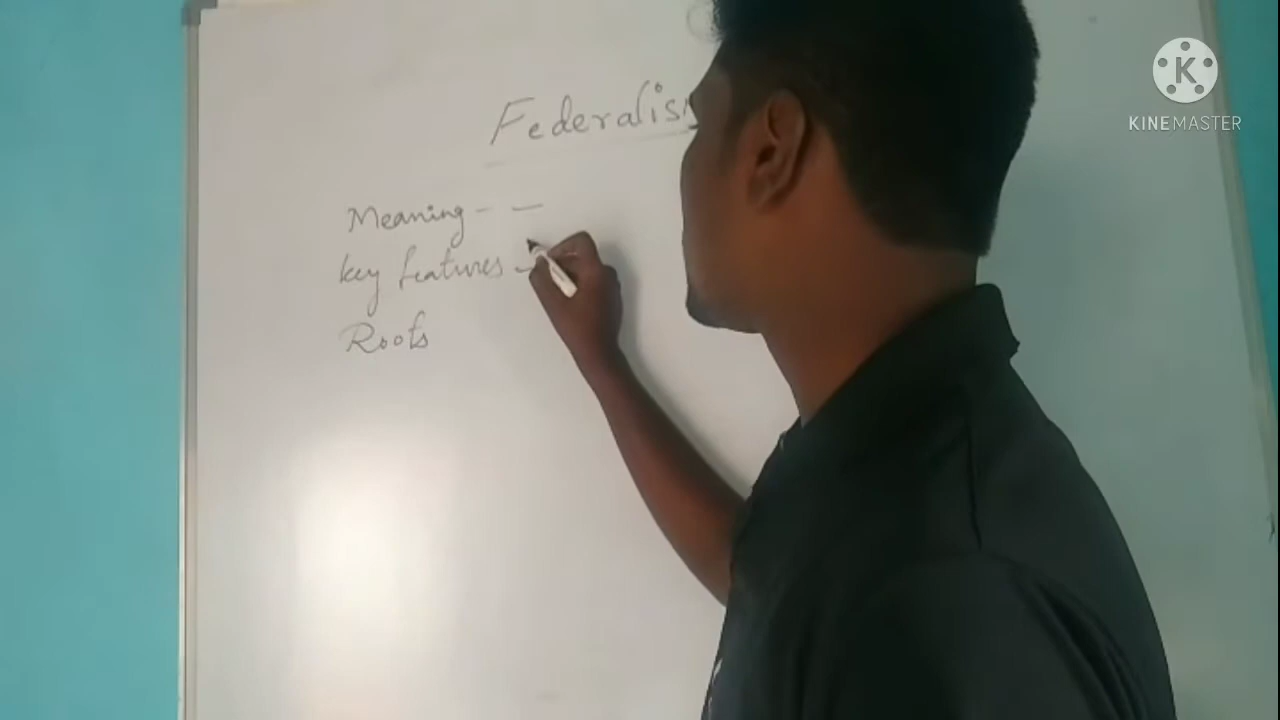 Federalis
Meaning - —
key features -
Roots
KINEMASTER